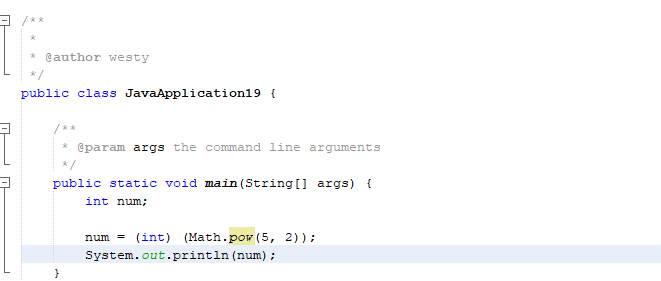 /**
 *
 * @author westy
 */
public class JavaApplication19 {
    /**
     * @param args the command line arguments
     */
    public static void main(String[] args) {
        int num;
        num = (int) (Math.pow(5, 2));
        System.out.println(num);
    }